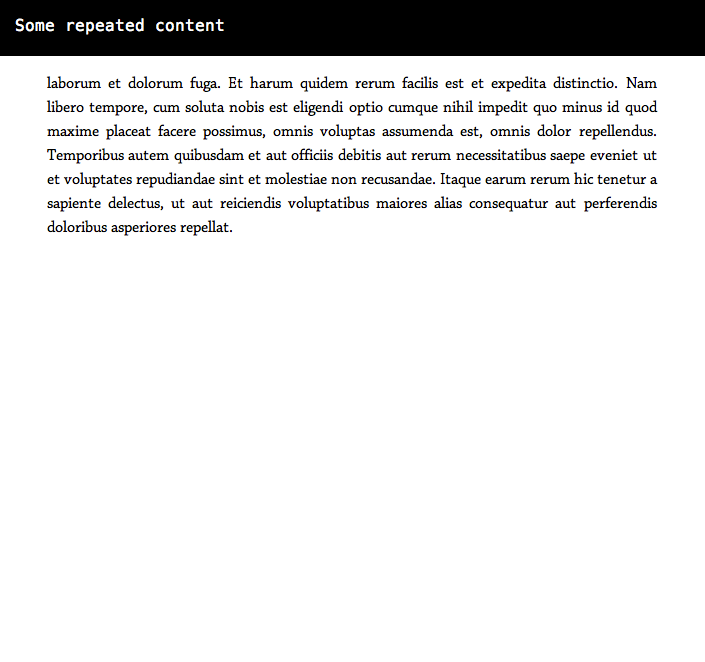 Some repeated content
laborum et dolorum fuga. Et harum quidem rerum facilis est et expedita distinctio. Nam
libero tempore, cum soluta nobis est eligendi optio cumque nihil impedit quo minus id quod
maxime placeat facere possimus, omnis voluptas assumenda est, omnis dolor repellendus.
Temporibus autem quibusdam et aut officiis debitis aut rerum necessitatibus saepe eveniet ut
et voluptates repudiandae sint et molestiae non recusandae. Itaque earum rerum hic tenetur a
sapiente delectus, ut aut reiciendis voluptatibus maiores alias consequatur aut perferendis
doloribus asperiores repellat.